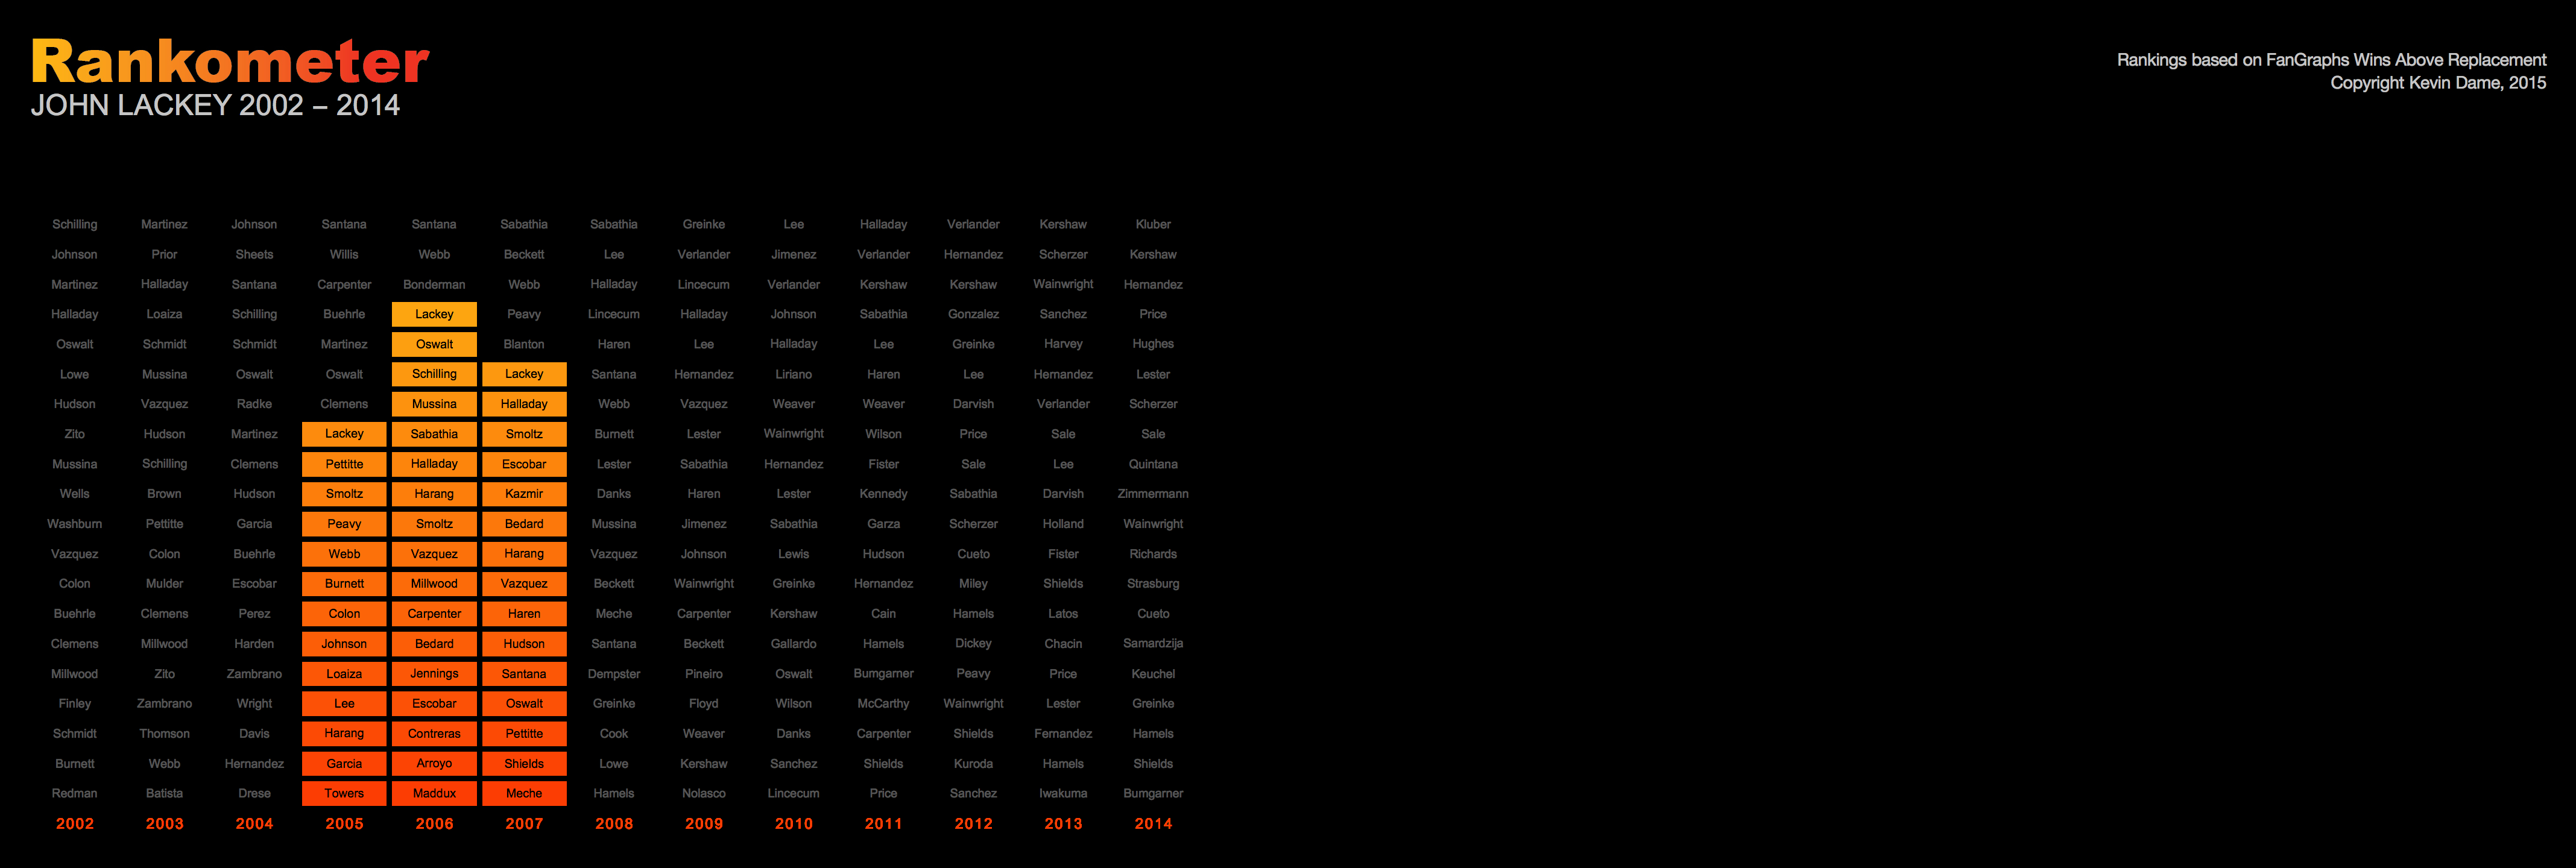 Rankometer
JOHN LACKEY 2002 – 2014
Rankings based on FanGraphs Wins Above Replacement
Copyright Kevin Dame, 2015
Schilling Martinez Johnson Santana Santana Sabathia Sabathia Greinke Lee Halladay Verlander Kershaw Kluber
Johnson Prior Sheets Willis Webb Beckett Lee Verlander Jimenez Verlander Hernandez Scherzer Kershaw
Martinez Halladay Santana Carpenter Bonderman Webb Halladay Lincecum Verlander Kershaw Kershaw Wainwright Hernandez
Halladay Loaiza Schilling Buehrle Lackey Peavy Lincecum Halladay Johnson Sabathia Gonzalez Sanchez Price
Oswalt Schmidt Schmidt Martinez Oswalt Blanton Haren Lee Halladay Lee Greinke Harvey Hughes
Lowe Mussina Oswalt Oswalt Schilling Lackey Santana Hernandez Liriano Haren Lee Hernandez Lester
Hudson Vazquez Radke Clemens Mussina Halladay Webb Vazquez Weaver Weaver Darvish Verlander Scherzer
Zito Hudson Martinez Lackey Sabathia Smoltz Burnett Lester Wainwright Wilson Price Sale Sale
Mussina Schilling Clemens Pettitte Halladay Escobar Lester Sabathia Hernandez Fister Sale Lee Quintana
Wells Brown Hudson Smoltz Harang Kazmir Danks Haren Lester Kennedy Sabathia Darvish Zimmermann
Washburn Pettitte Garcia Peavy Smoltz Bedard Mussina Jimenez Sabathia Garza Scherzer Holland Wainwright
Vazquez Colon Buehrle Webb Vazquez Harang Vazquez Johnson Lewis Hudson Cueto Fister Richards
Colon Mulder Escobar Burnett Millwood Vazquez Beckett Wainwright Greinke Hernandez Miley Shields Strasburg
Buehrle Clemens Perez Colon Carpenter Haren Meche Carpenter Kershaw Cain Hamels Latos Cueto
Clemens Millwood Harden Johnson Bedard Hudson Santana Beckett Gallardo Hamels Dickey Chacin Samardzija
Millwood Zito Zambrano Loaiza Jennings Santana Dempster Pineiro Oswalt Bumgarner Peavy Price Keuchel
Finley Zambrano Wright Lee Escobar Oswalt Greinke Floyd Wilson McCarthy Wainwright Lester Greinke
Schmidt Thomson Davis Harang Contreras Pettitte Cook Weaver Danks Carpenter Shields Fernandez Hamels
Burnett Webb Hernandez Garcia Arroyo Shields Lowe Kershaw Sanchez Shields Kuroda Hamels Shields
Redman Batista Drese Towers Maddux Meche Hamels Nolasco Lincecum Price Sanchez Iwakuma Bumgarner
2002 2003 2004 2005 2006 2007 2008 2009 2010 2011 2012 2013 2014